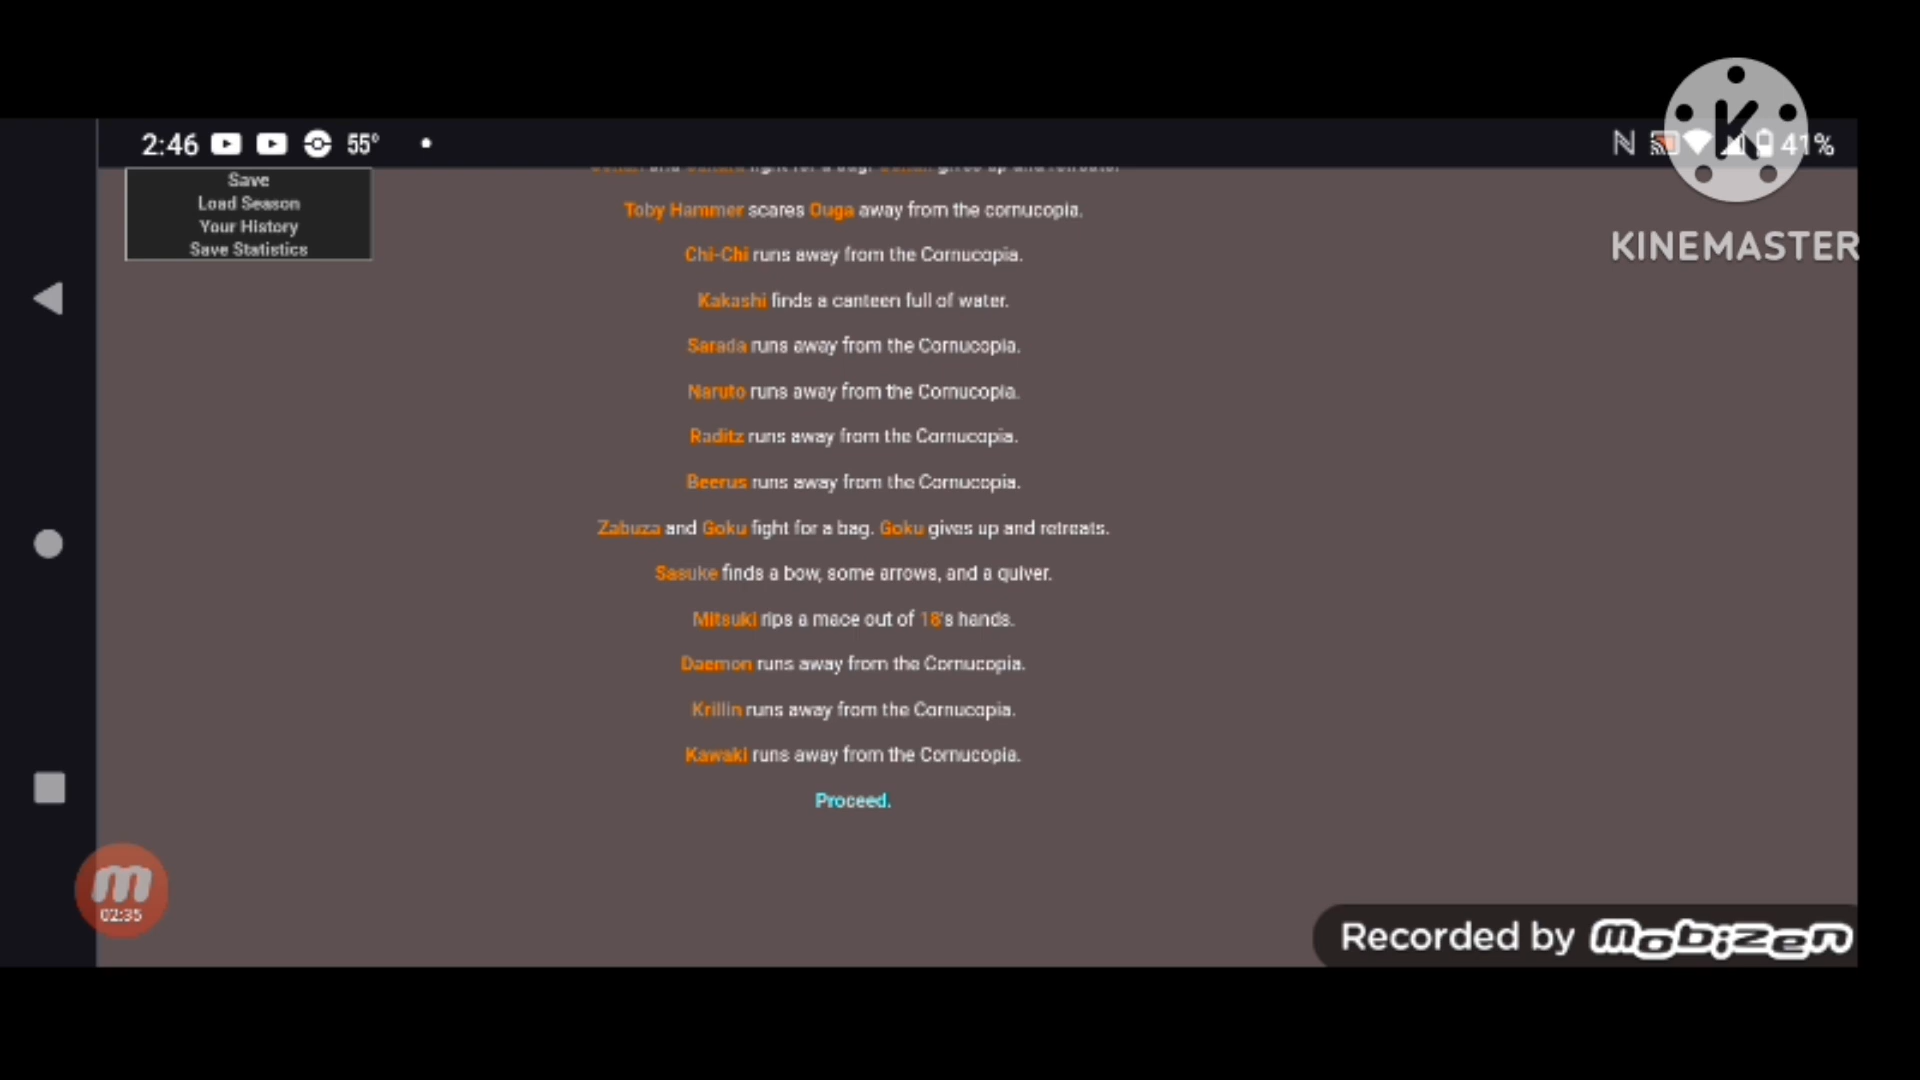 2:46 55° 41%
KINEMASTER
Save
Load Season
Your History
Save Statistics
Toby Hammer scares Ouga away from the cornucopia.
Chi-Chi runs away from the Cornucopia.
Kakashi finds a canteen full of water.
Sarada runs away from the Cornucopia.
Naruto runs away from the Cornucopia.
Raditz runs away from the Cornucopia.
Beerus runs away from the Cornucopia.
Zabuza and Goku fight for a bag. Goku gives up and retreats.
Sasuke finds a bow, some arrows, and a quiver.
Mitsuki rips a mace out of 18's hands.
Daemon runs away from the Cornucopia.
Krillin runs away from the Cornucopia.
Kawaki runs away from the Cornucopia.
Proceed.
02:35
Recorded by mobizen